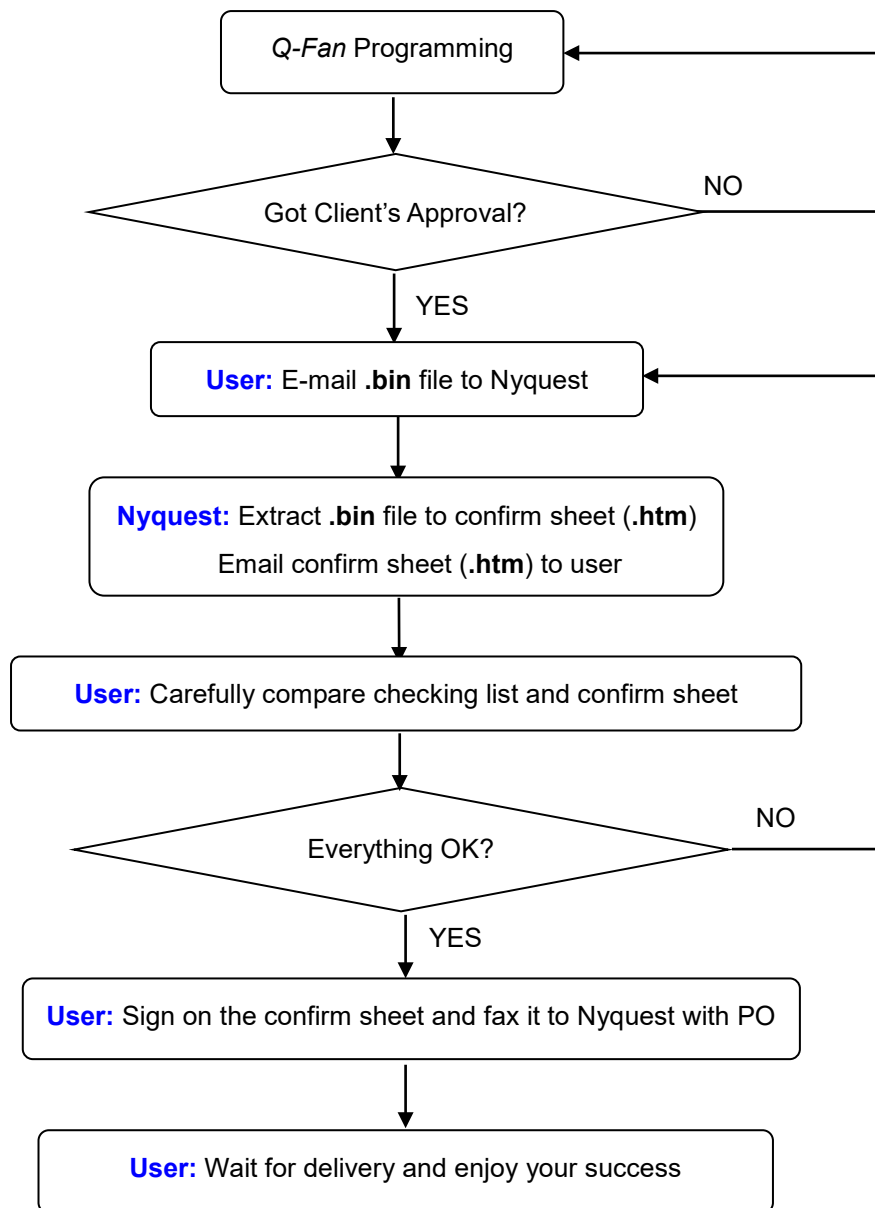 Q-Fan Programming
Got Client's Approval?
NO
YES
User: E-mail .bin file to Nyquest
Nyquest: Extract .bin file to confirm sheet (.htm)
Email confirm sheet (.htm) to user
User: Carefully compare checking list and confirm sheet
Everything OK?
NO
YES
User: Sign on the confirm sheet and fax it to Nyquest with PO
User: Wait for delivery and enjoy your success